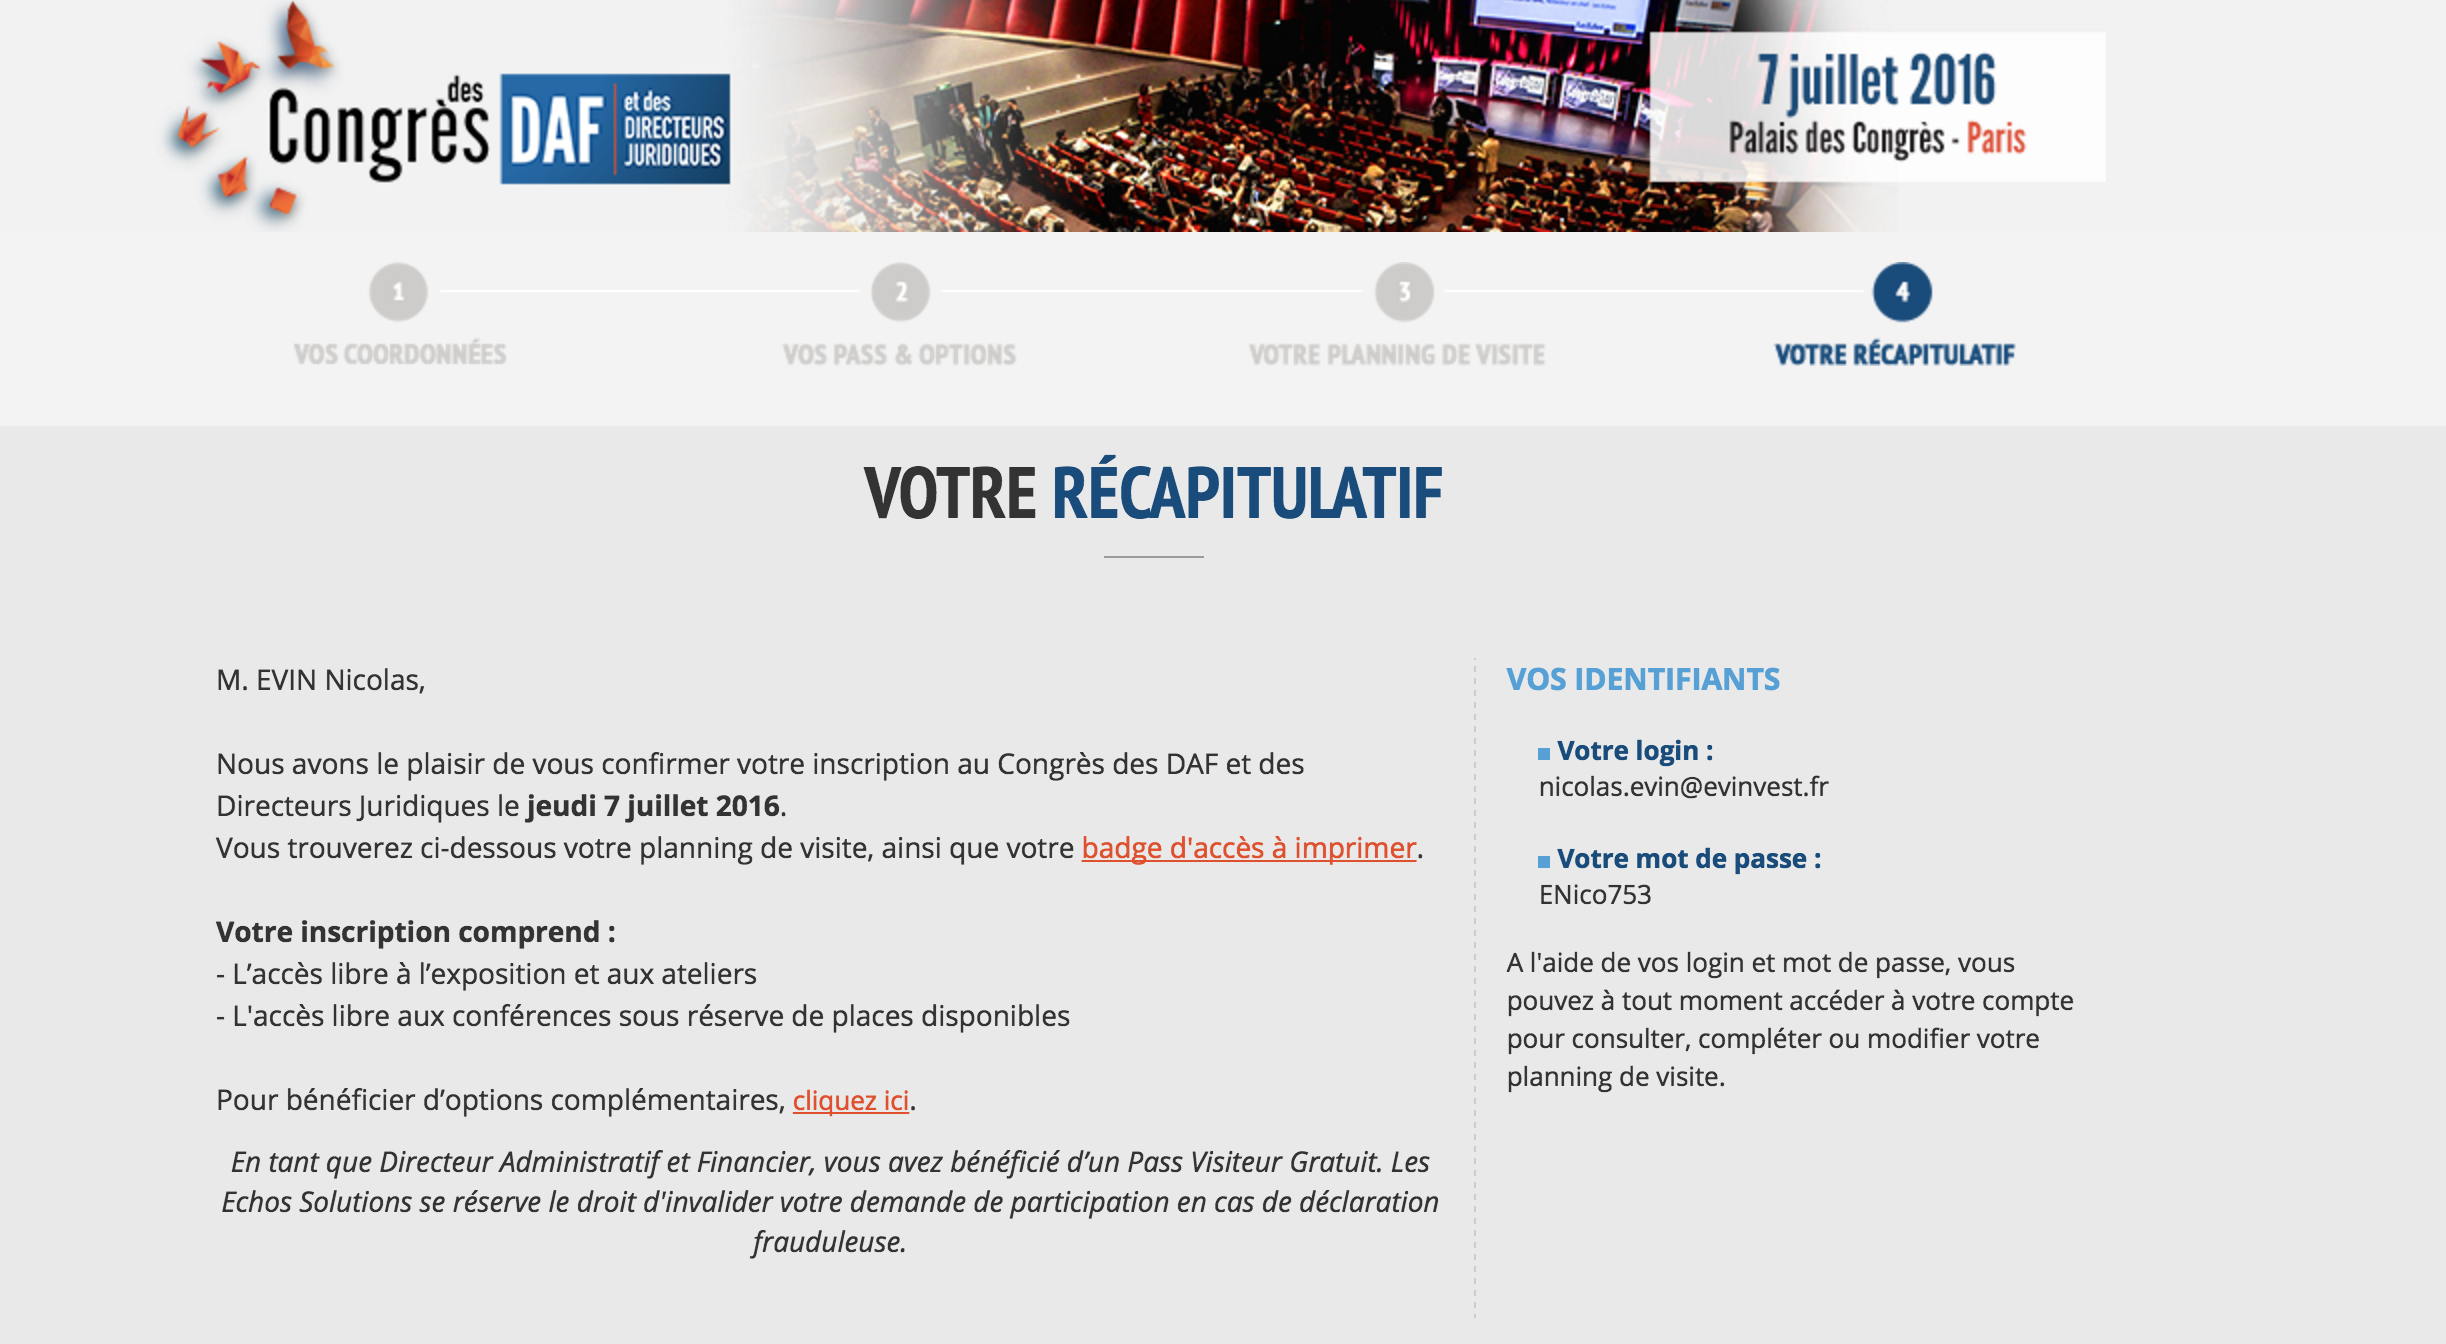 des
Congrès DAF et des
DIRECTEURS
JURIDIQUES
7 juillet 2016
Palais des Congrès - Paris
1
2
3
4
VOS COORDONNÉES
VOS PASS & OPTIONS
VOTRE PLANNING DE VISITE
VOTRE RÉCAPITULATIF
VOTRE RÉCAPITULATIF
M. EVIN Nicolas,
Nous avons le plaisir de vous confirmer votre inscription au Congrès des DAF et des
Directeurs Juridiques le jeudi 7 juillet 2016.
Vous trouverez ci-dessous votre planning de visite, ainsi que votre badge d'accès à imprimer.
Votre inscription comprend :
- L’accès libre à l’exposition et aux ateliers
- L'accès libre aux conférences sous réserve de places disponibles
Pour bénéficier d’options complémentaires, cliquez ici.
En tant que Directeur Administratif et Financier, vous avez bénéficié d’un Pass Visiteur Gratuit. Les
Echos Solutions se réserve le droit d'invalider votre demande de participation en cas de déclaration
frauduleuse.
VOS IDENTIFIANTS
Votre login :
nicolas.evin@evinvest.fr
Votre mot de passe :
ENico753
A l'aide de vos login et mot de passe, vous
pouvez à tout moment accéder à votre compte
pour consulter, compléter ou modifier votre
planning de visite.